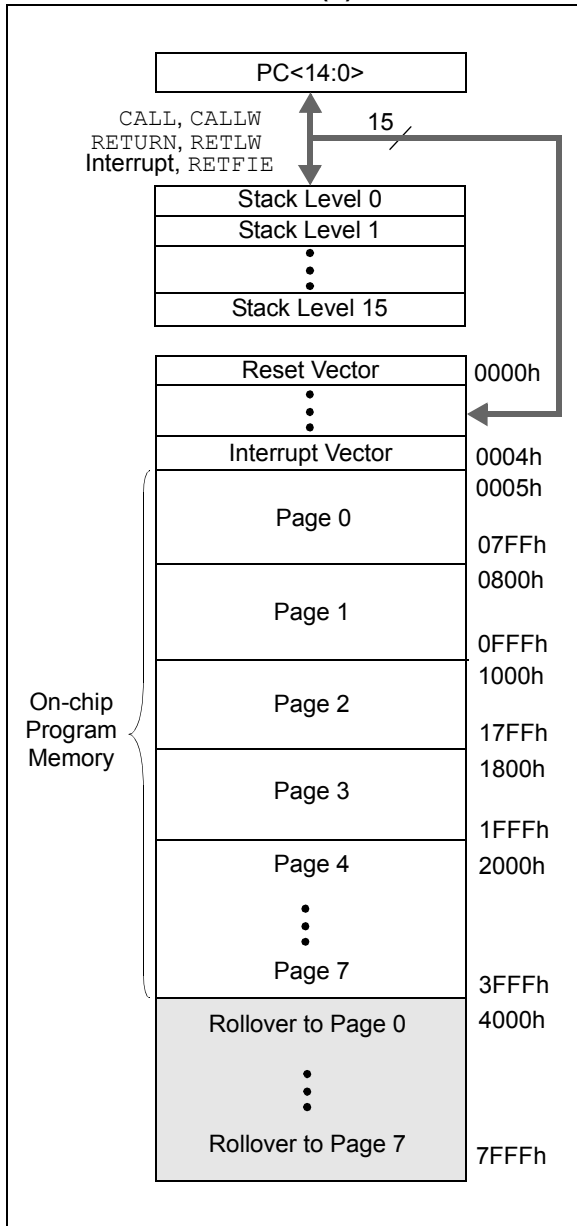 PC<14:0>
CALL, CALLW
RETURN, RETLW
Interrupt, RETFIE
15
Stack Level 0
Stack Level 1
Stack Level 15
Reset Vector
0000h
Interrupt Vector
0004h
0005h
Page 0
07FFh
0800h
Page 1
0FFFh
1000h
On-chip
Program
Memory
Page 2
17FFh
1800h
Page 3
1FFFh
Page 4
2000h
Page 7
3FFFh
Rollover to Page 0
4000h
Rollover to Page 7
7FFFh